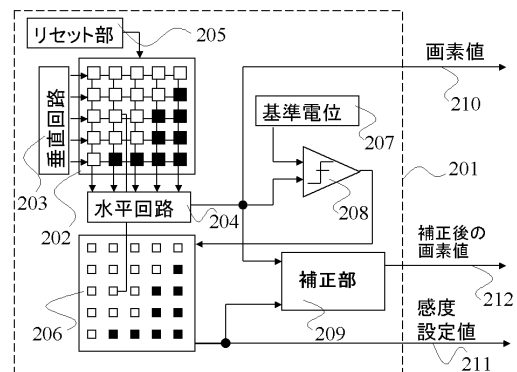 リセット部
205
画素値
210
垂直回路
203
202
基準電位
207
208
201
水平回路
204
補正後の
画素値
212
206
補正部
209
感度
設定値
211